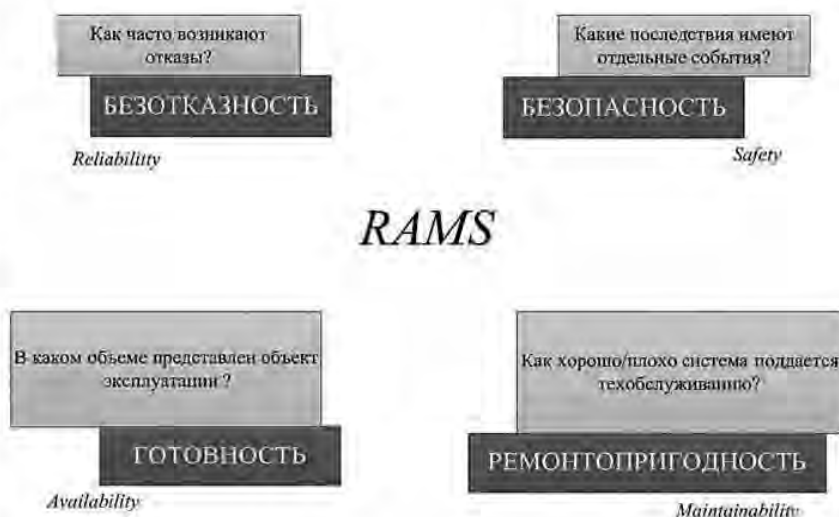 Как часто возникают
отказы?
БЕЗОТКАЗНОСТЬ
Reliabilitty
Какие последствия имеют
отдельные события?
БЕЗОПАСНОСТЬ
Safety
RAMS
В каком объеме представлен объект
эксплуатации ?
ГОТОВНОСТЬ
Availability
Как хорошо/плохо система поддается
техобслуживанию?
РЕМОНТОПРИГОДНОСТЬ
Maintainability